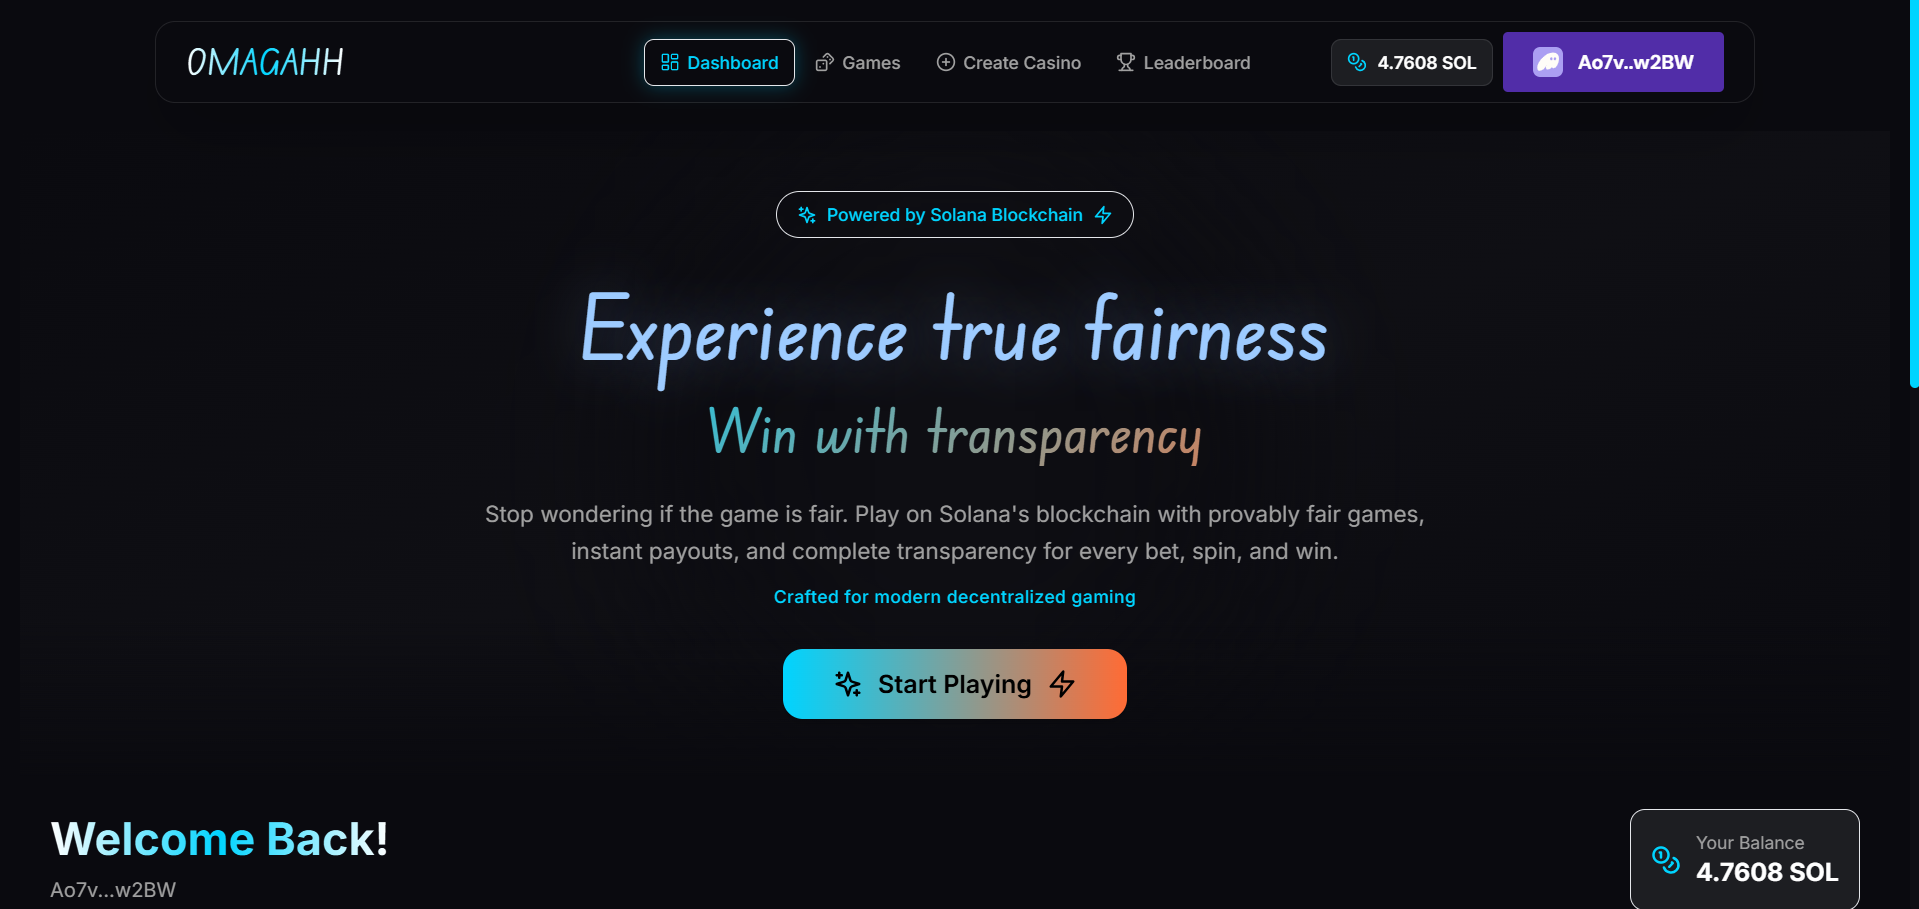 OMAGAHH
Dashboard
Games
Create Casino
Leaderboard
4.7608 SOL
Ao7v..w2BW
Powered by Solana Blockchain
Experience true fairness
Win with transparency
Stop wondering if the game is fair. Play on Solana's blockchain with provably fair games,
instant payouts, and complete transparency for every bet, spin, and win.
Crafted for modern decentralized gaming
Start Playing
Welcome Back!
Ao7v...w2BW
Your Balance
4.7608 SOL